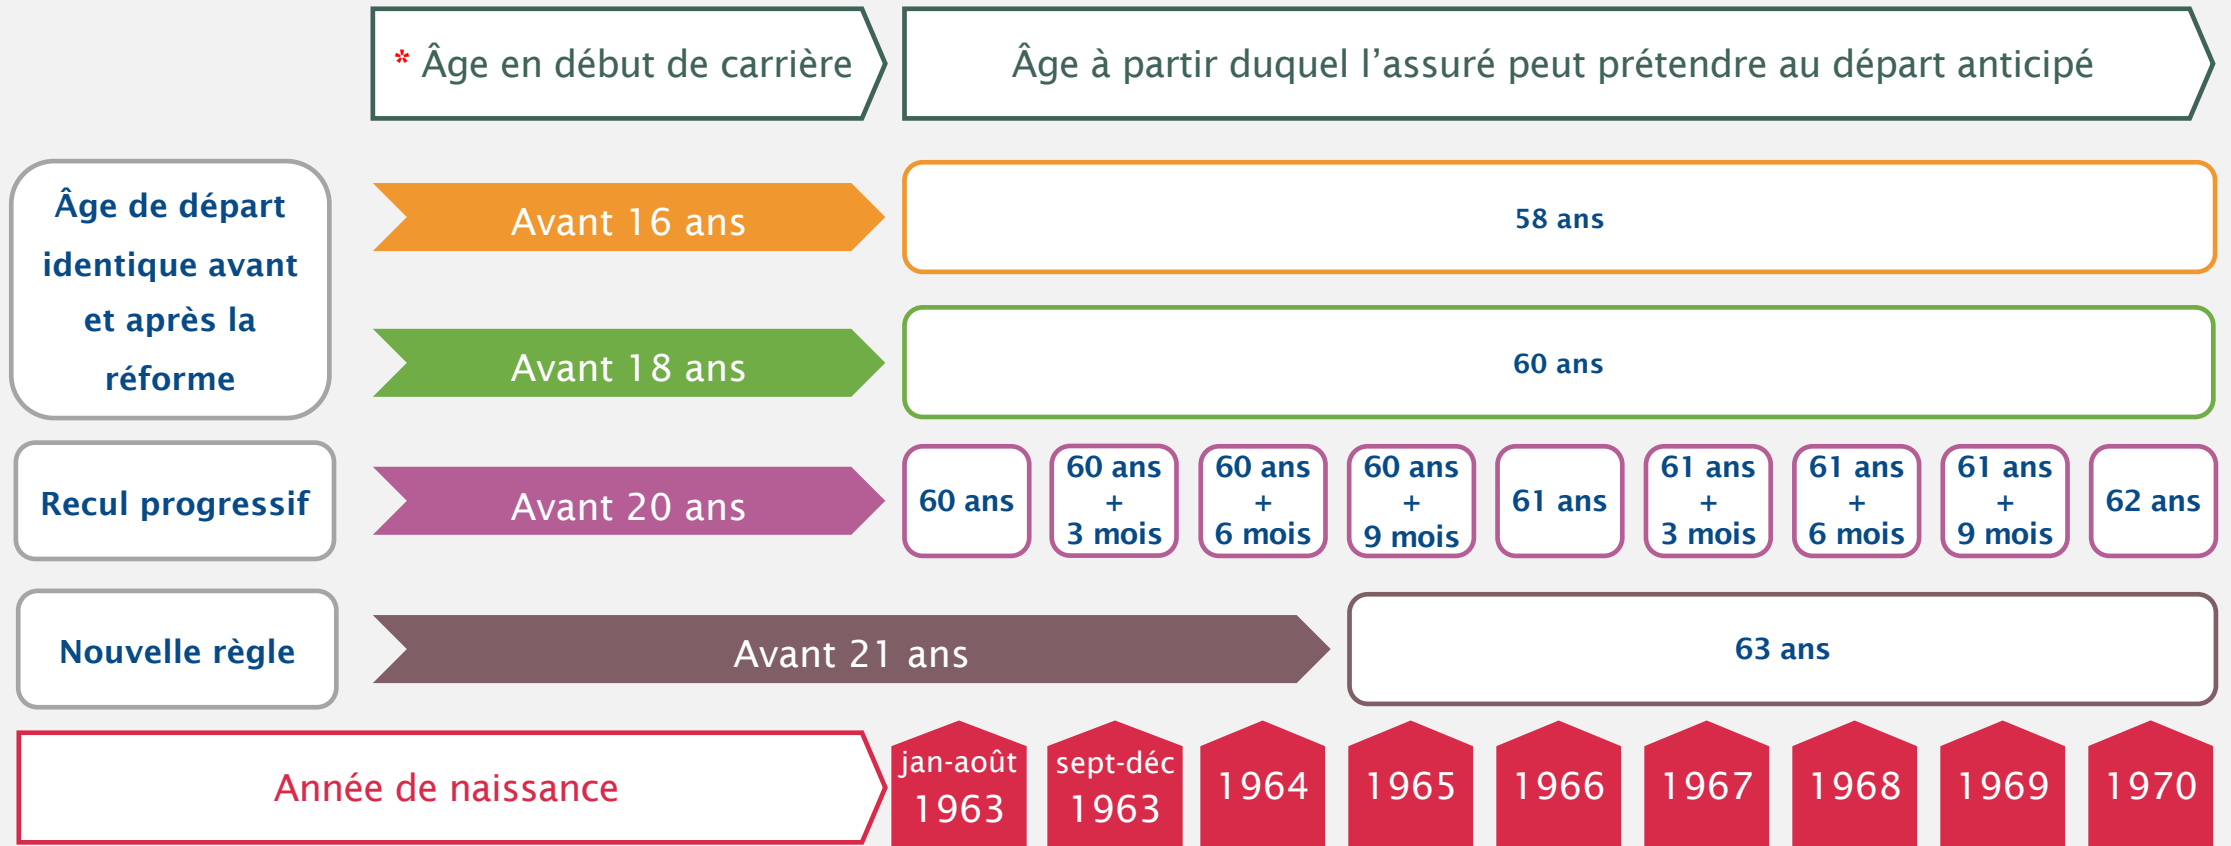 * Âge en début de carrière
Âge à partir duquel l’assuré peut prétendre au départ anticipé
Âge de départ
identique avant
et après la
réforme
Avant 16 ans
58 ans
Avant 18 ans
60 ans
Recul progressif
Avant 20 ans
60 ans
60 ans
+
3 mois
60 ans
+
6 mois
60 ans
+
9 mois
61 ans
61 ans
+
3 mois
61 ans
+
6 mois
61 ans
+
9 mois
62 ans
Nouvelle règle
Avant 21 ans
63 ans
Année de naissance
jan-août
1963
sept-déc
1963
1964
1965
1966
1967
1968
1969
1970